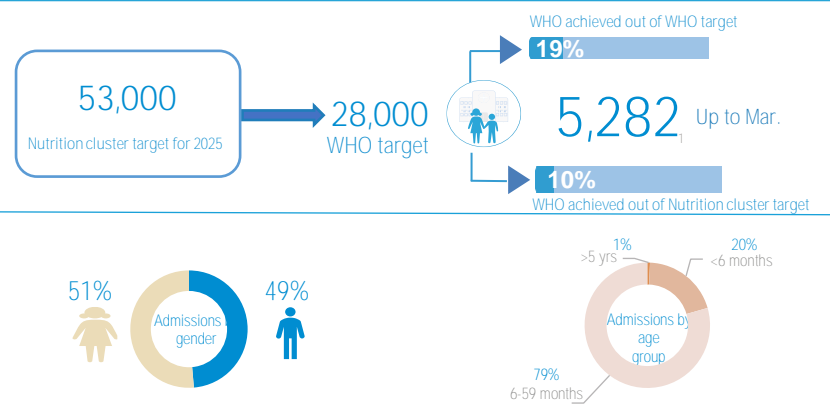 WHO achieved out of WHO target
19%
53,000
Nutrition cluster target for 2025
28,000
WHO target
5,282
1
Up to Mar.
10%
WHO achieved out of Nutrition cluster target
51%
Admissions
gender
49%
1%
>5 yrs
20%
<6 months
Admissions by
age
group
79%
6-59 months